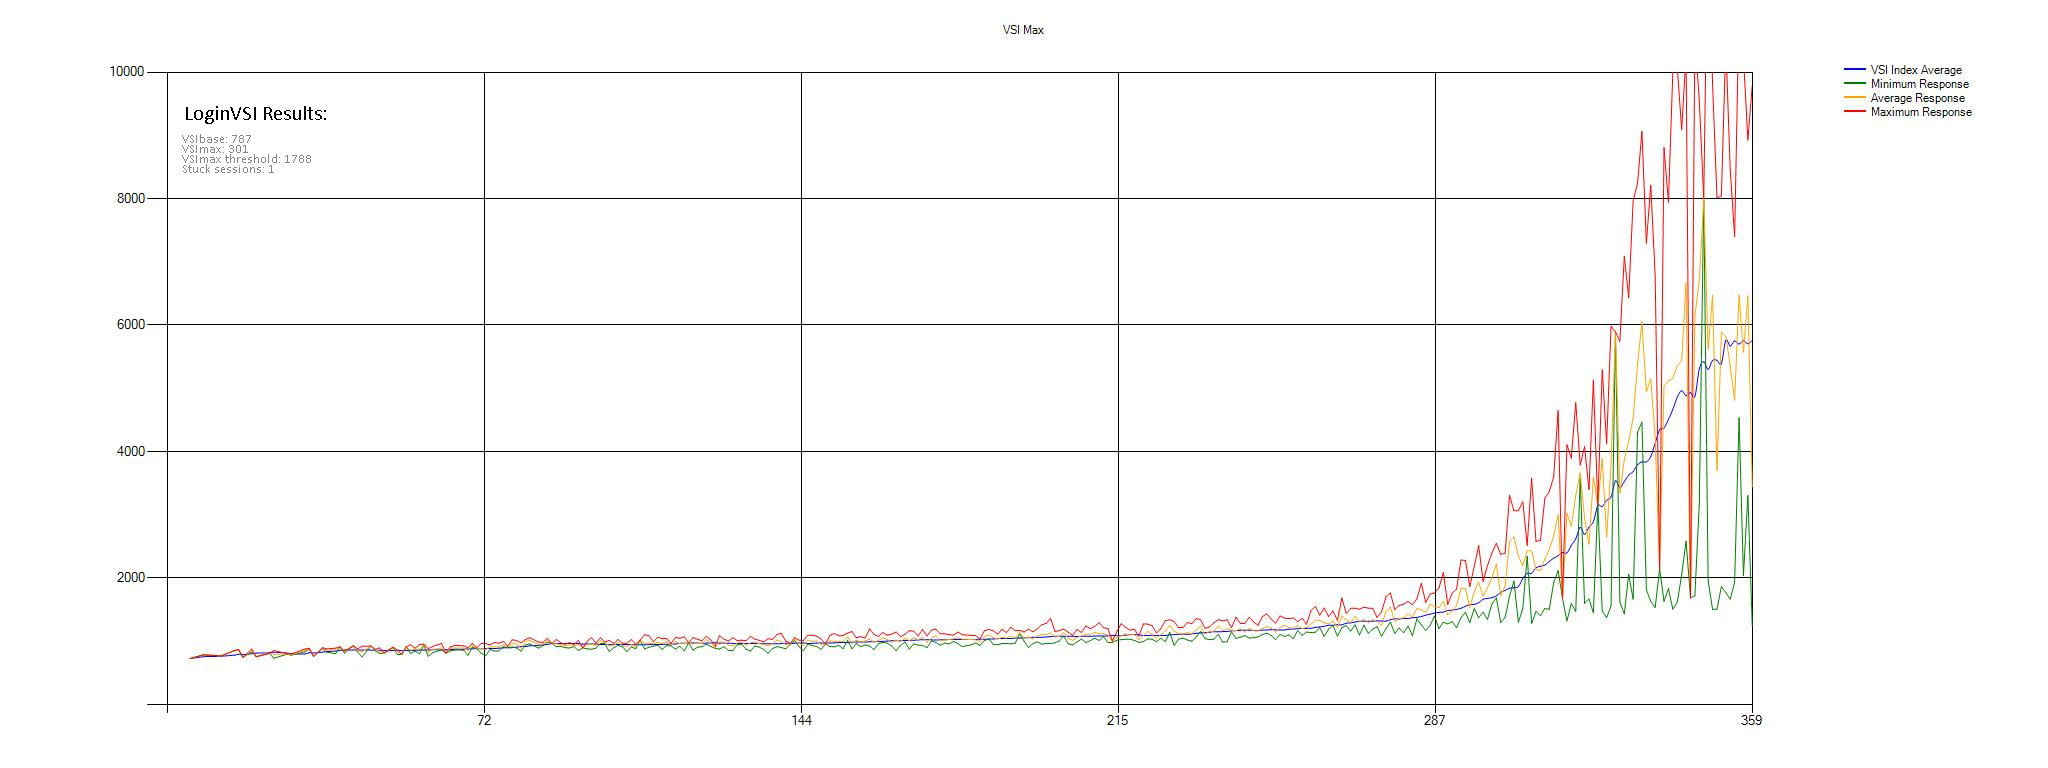 VSI Max
10000
8000
6000
4000
2000
LoginVSI Results:
VSIbase: 787
VSImax: 301
VSImax threshold: 1788
Stuck sessions: 1
VSI Index Average
Minimum Response
Average Response
Maximum Response
72
144
215
287
359